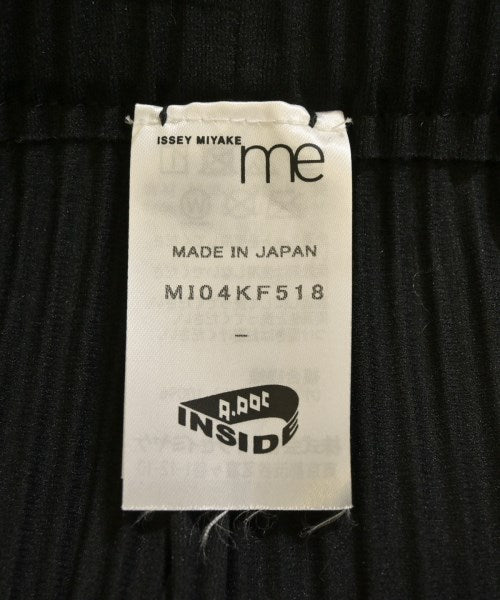 ISSEY MIYAKE
me
MADE IN JAPAN
MI04KF518
-
A.POC
INSIDE